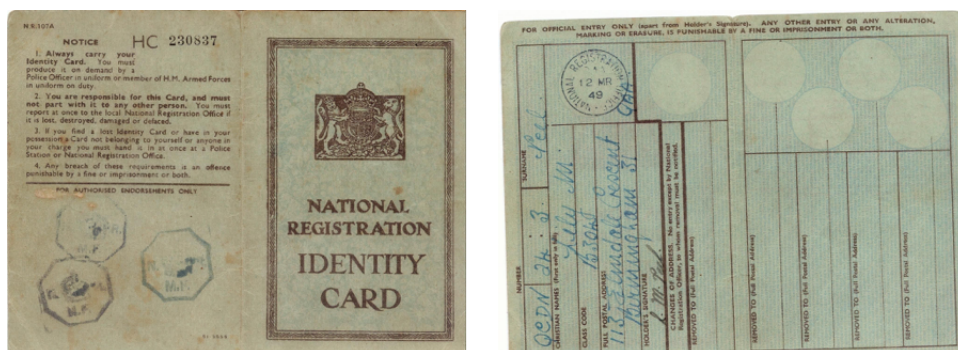 N.R.107A
NOTICE
HC 230837
1. Always carry your
Identity Card. You must
produce it on demand by a
Police Officer in uniform or member of H.M. Armed Forces
in uniform on duty.
2. You are responsible for this Card, and must
not part with it to any other person. You must
report at once to the local National Registration Office if
it is lost, destroyed, damaged or defaced.
3. If you find a lost Identity Card or have in your
possession a Card not belonging to yourself or anyone in
your charge you must hand it in at once at a Police
Station or National Registration Office.
4. Any breach of these requirements is an offence
punishable by a fine or imprisonment or both.
FOR AUTHORISED ENDORSEMENTS ONLY
M.F.
M.F.
M.F.
NATIONAL
REGISTRATION
IDENTITY
CARD
FOR OFFICIAL ENTRY ONLY (apart from Holder's Signature). ANY OTHER ENTRY OR ANY ALTERATION,
MARKING OR ERASURE, IS PUNISHABLE BY A FINE OR IMPRISONMENT OR BOTH.
NATIONAL REGISTRATION
12 MR
49
NUMBER
SURNAME
QCDN 24 : 3
Peel
CHRISTIAN NAMES (First only in full)
Lily M.
CLASS CODE
FULL POSTAL ADDRESS
Crescent
Birmingham 31
HOLDER'S SIGNATURE
CHANGES OF ADDRESS. No entry except by National
Registration Officer, to whom removal must be notified.
REMOVED TO (Full Postal Address)
REMOVED TO (Full Postal Address)
REMOVED TO (Full Postal Address)
REMOVED TO (Full Postal Address)
REMOVED TO (Full Postal Address)